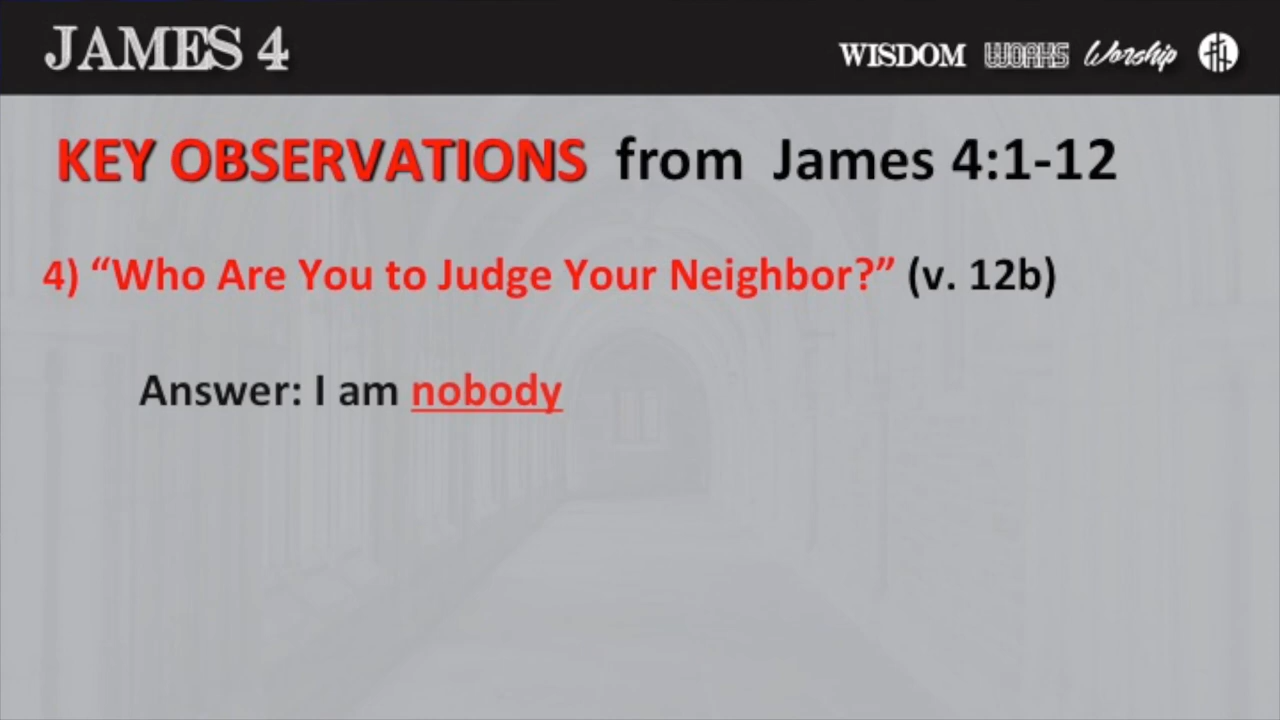 JAMES 4
WISDOM WORKS Worship
KEY OBSERVATIONS from James 4:1-12
4) “Who Are You to Judge Your Neighbor?” (v. 12b)
Answer: I am nobody